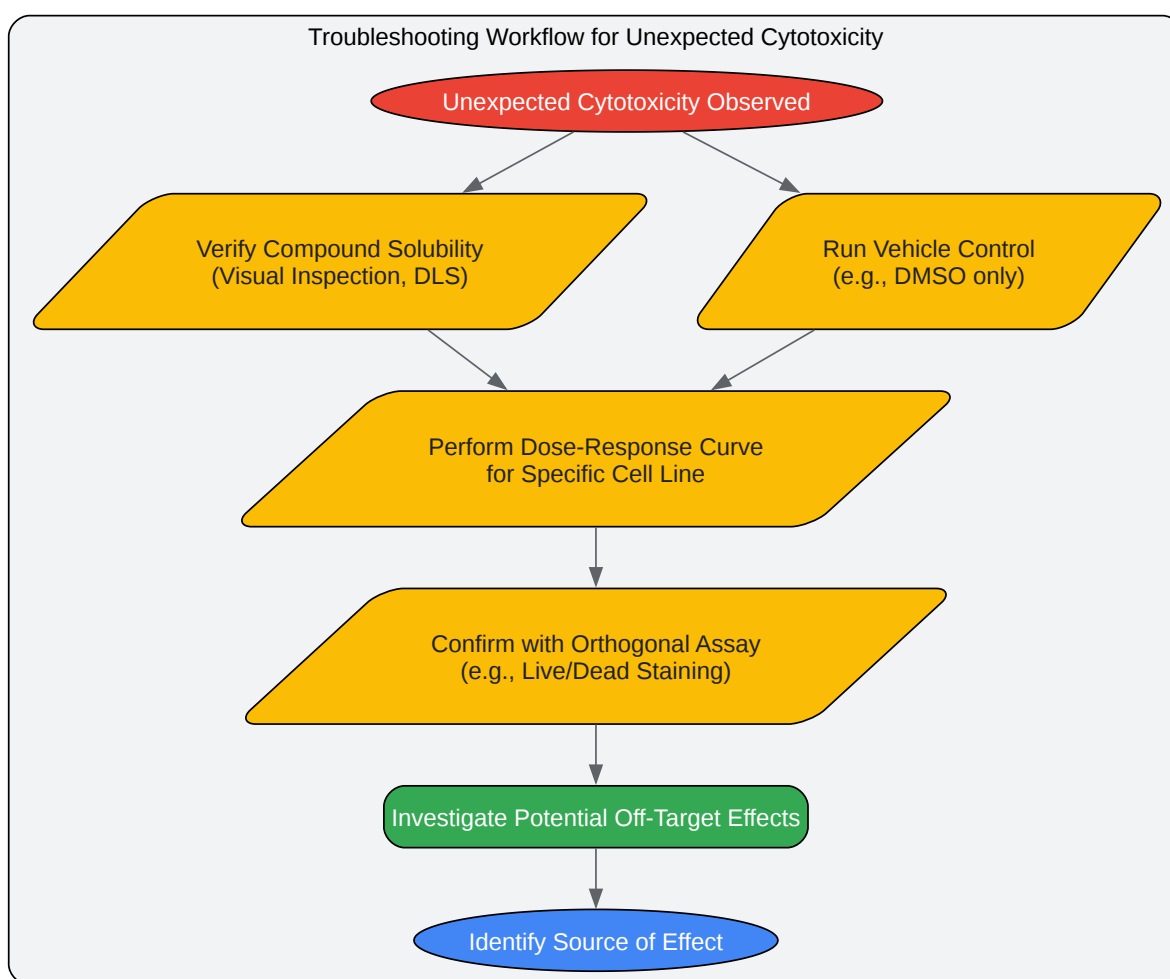 Troubleshooting Workflow for Unexpected Cytotoxicity
Unexpected Cytotoxicity Observed
Verify Compound Solubility
(Visual Inspection, DLS)
Run Vehicle Control
(e.g., DMSO only)
Perform Dose-Response Curve
for Specific Cell Line
Confirm with Orthogonal Assay
(e.g., Live/Dead Staining)
Investigate Potential Off-Target Effects
Identify Source of Effect